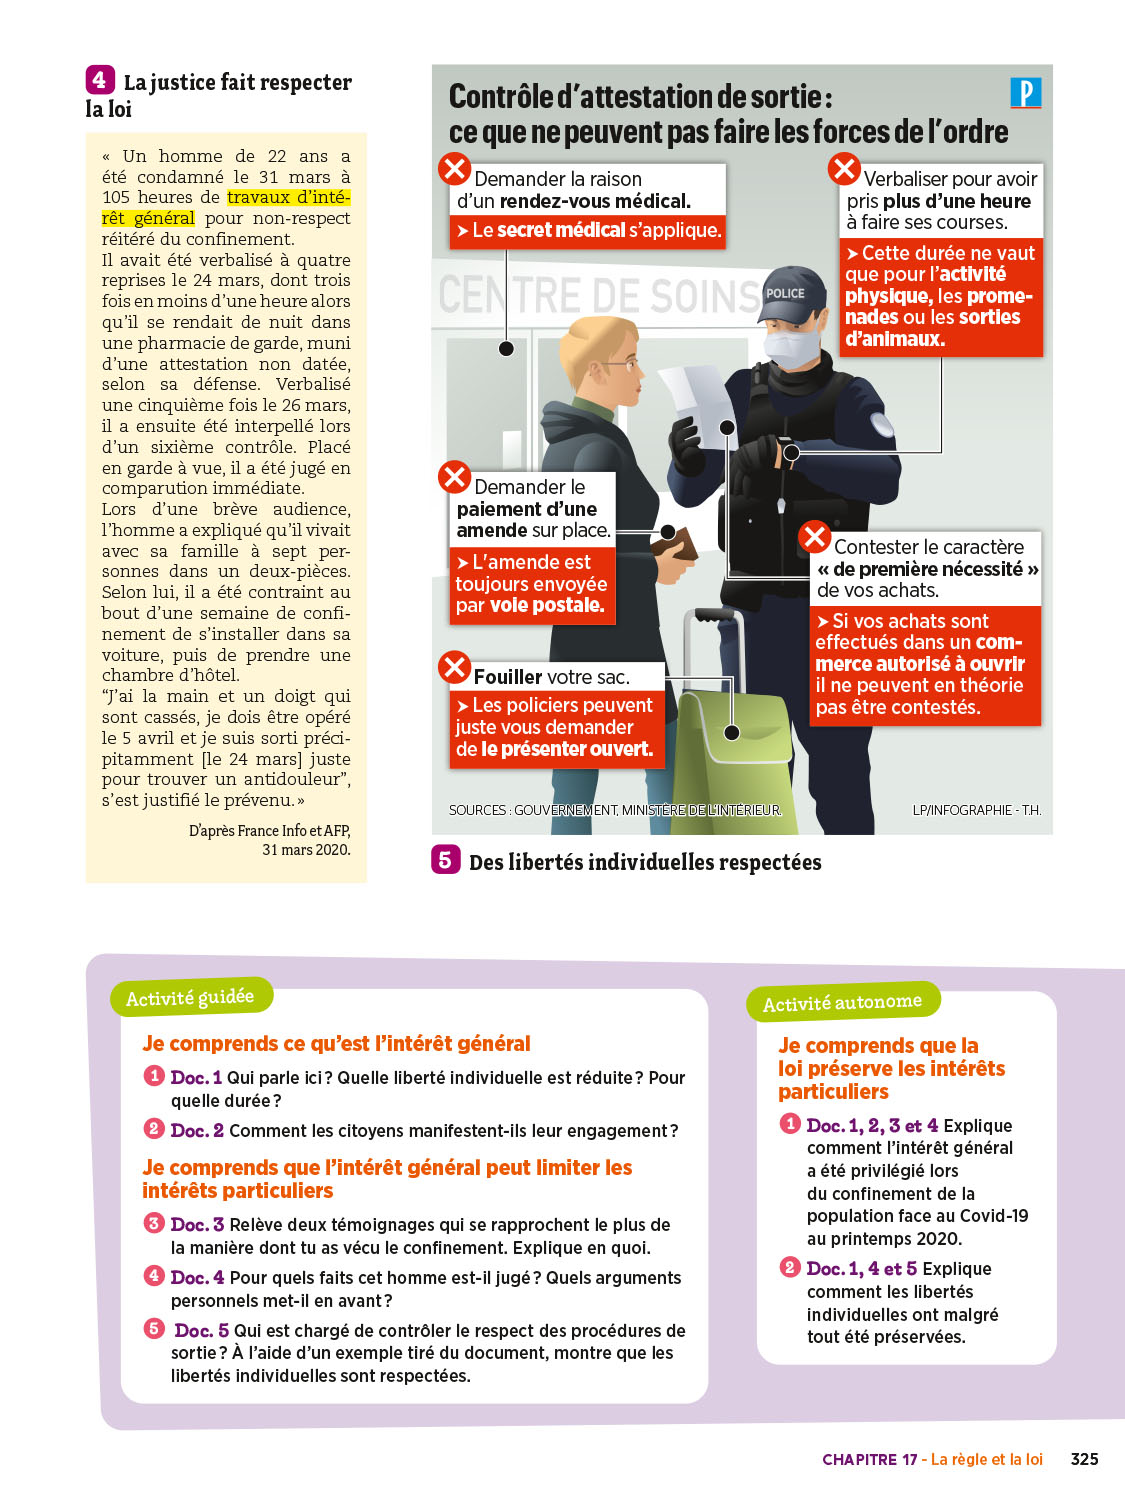 4 La justice fait respecter
la loi
« Un homme de 22 ans a
été condamné le 31 mars à
105 heures de travaux d'inté-
rêt général pour non-respect
réitéré du confinement.
Il avait été verbalisé à quatre
reprises le 24 mars, dont trois
fois en moins d'une heure alors
qu'il se rendait de nuit dans
une pharmacie de garde, muni
d'une attestation non datée,
selon sa défense. Verbalisé
une cinquième fois le 26 mars,
il a ensuite été interpellé lors
d'un sixième contrôle. Placé
en garde à vue, il a été jugé en
comparution immédiate.
Lors d'une brève audience,
l'homme a expliqué qu'il vivait
avec sa famille à sept per-
sonnes dans un deux-pièces.
Selon lui, il a été contraint au
bout d'une semaine de confi-
nement de s'installer dans sa
voiture, puis de prendre une
chambre d'hôtel.
“J'ai la main et un doigt qui
sont cassés, je dois être opéré
le 5 avril et je suis sorti préci-
pitamment [le 24 mars] juste
pour trouver un antidouleur”,
s'est justifié le prévenu. »
D'après France Info et AFP,
31 mars 2020.
Contrôle d'attestation de sortie :
ce que ne peuvent pas faire les forces de l'ordre
P
Demander la raison
d'un rendez-vous médical.
➤ Le secret médical s'applique.
Verbaliser pour avoir
pris plus d'une heure
à faire ses courses.
➤ Cette durée ne vaut
que pour l'activité
physique, les prome-
nades ou les sorties
d'animaux.
CENTRE DE SOINS
POLICE
Demander le
paiement d'une
amende sur place.
➤ L'amende est
toujours envoyée
par voie postale.
Contester le caractère
« de première nécessité »
de vos achats.
➤ Si vos achats sont
effectués dans un com-
merce autorisé à ouvrir
il ne peuvent en théorie
pas être contestés.
Fouiller votre sac.
➤ Les policiers peuvent
juste vous demander
de le présenter ouvert.
SOURCES : GOUVERNEMENT, MINISTÈRE DE L'INTÉRIEUR.
LP/INFOGRAPHIE - T.H.
5 Des libertés individuelles respectées
Activité guidée
Je comprends ce qu'est l'intérêt général
1 Doc. 1 Qui parle ici ? Quelle liberté individuelle est réduite ? Pour
quelle durée ?
2 Doc. 2 Comment les citoyens manifestent-ils leur engagement ?
Je comprends que l'intérêt général peut limiter les
intérêts particuliers
3 Doc. 3 Relève deux témoignages qui se rapprochent le plus de
la manière dont tu as vécu le confinement. Explique en quoi.
4 Doc. 4 Pour quels faits cet homme est-il jugé ? Quels arguments
personnels met-il en avant ?
5 Doc. 5 Qui est chargé de contrôler le respect des procédures de
sortie ? À l'aide d'un exemple tiré du document, montre que les
libertés individuelles sont respectées.
Activité autonome
Je comprends que la
loi préserve les intérêts
particuliers
1 Doc. 1, 2, 3 et 4 Explique
comment l'intérêt général
a été privilégié lors
du confinement de la
population face au Covid-19
au printemps 2020.
2 Doc. 1, 4 et 5 Explique
comment les libertés
individuelles ont malgré
tout été préservées.
CHAPITRE 17 - La règle et la loi 325